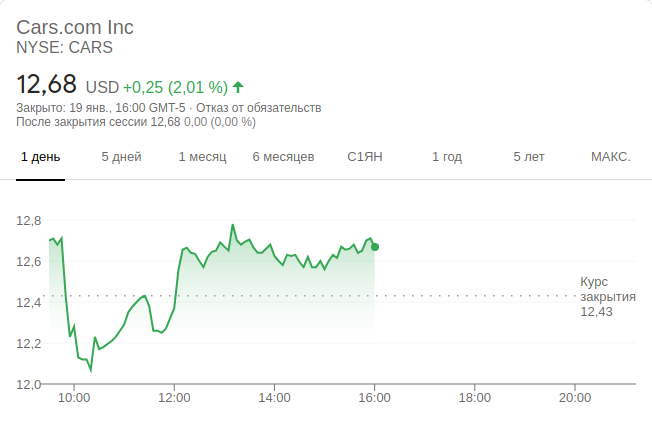 Cars.com Inc
NYSE: CARS
12,68 USD +0,25 (2,01 %)
Закрыто: 19 янв., 16:00 GMT-5 · Отказ от обязательств
После закрытия сессии 12,68 0,00 (0,00 %)
1 день 5 дней 1 месяц 6 месяцев С1ЯН 1 год 5 лет МАКС.
12,8
12,6
12,4
12,2
12,0
Курс
закрытия
12,43
10:00 12:00 14:00 16:00 18:00 20:00